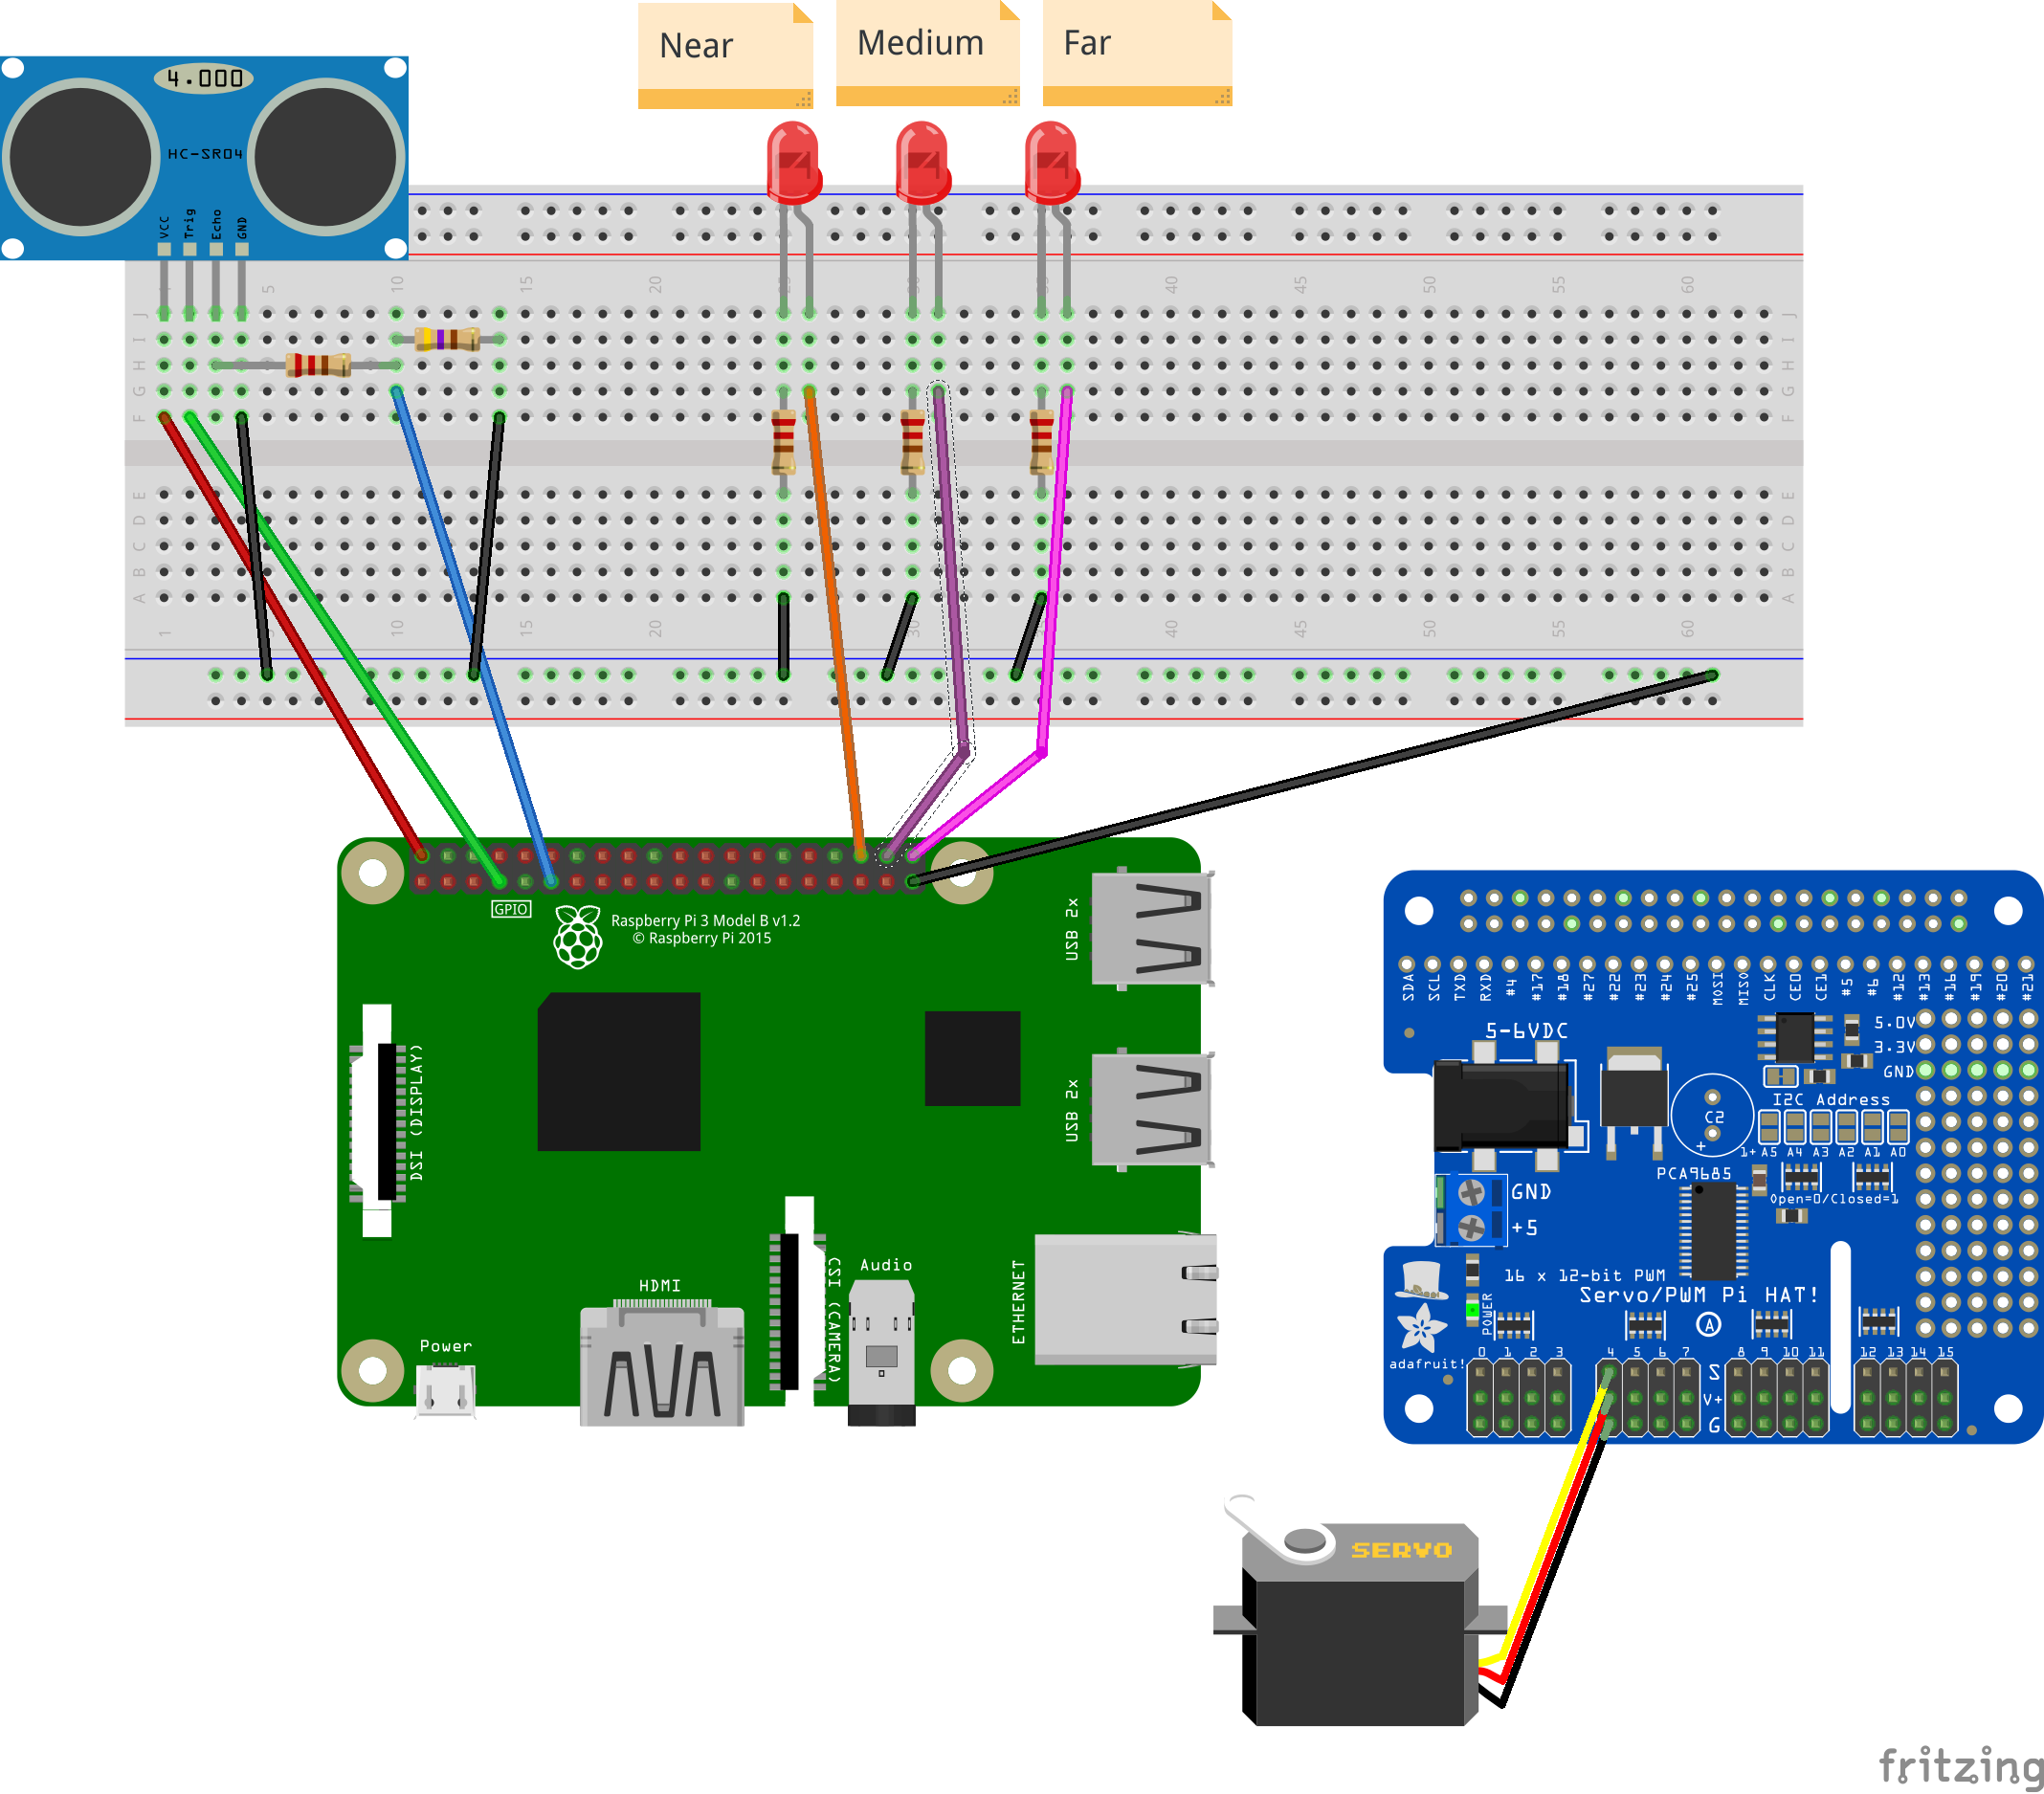 Near
Medium
Far
4.000
HC-SR04
VCC
Trig
Echo
GND
5
10
15
20
40
45
50
55
60
J
I
H
G
F
E
D
C
B
A
J
I
H
G
F
E
D
C
B
A
1
10
15
20
30
40
45
50
55
60
GPIO
Raspberry Pi 3 Model B v1.2
© Raspberry Pi 2015
USB 2x
USB 2x
DSI (DISPLAY)
CSI (CAMERA)
ETHERNET
Audio
HDMI
Power
SDA
SCL
TXD
RXD
#4
#17
#18
#27
#22
#23
#24
#25
MOSI
MISO
CLK
CE0
CE1
#5
#6
#12
#13
#16
#19
#20
#21
5-6VDC
5.0V
3.3V
GND
I2C Address
C2
+
1+ A5 A4 A3 A2 A1 A0
PCA9685
Open=0/Closed=1
GND
+5
16 x 12-bit PWM
Servo/PWM Pi HAT!
POWER
A
adafruit!
0 1 2 3 4 5 6 7 8 9 10 11 12 13 14 15
S
V+
G
SERVO
fritzing